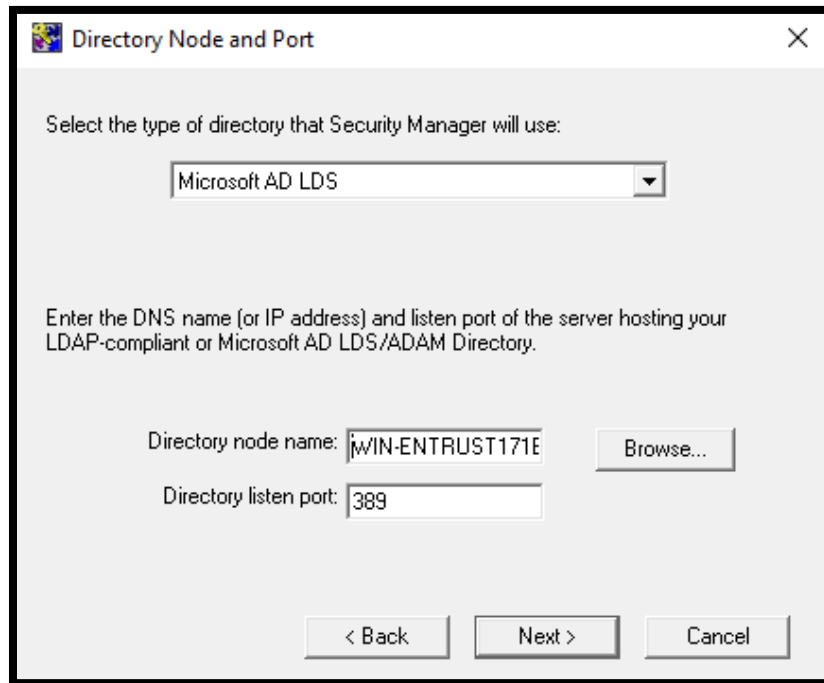 Directory Node and Port
Select the type of directory that Security Manager will use:
Microsoft AD LDS
Enter the DNS name (or IP address) and listen port of the server hosting your
LDAP-compliant or Microsoft AD LDS/ADAM Directory.
Directory node name: WIN-ENTRUST171E Browse...
Directory listen port: 389
< Back Next > Cancel